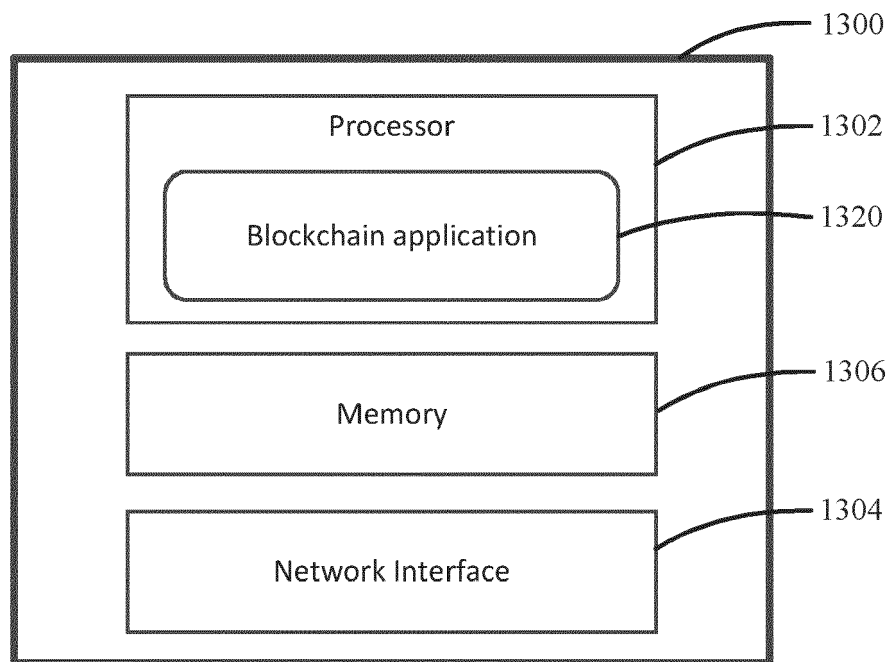 1300
Processor
1302
Blockchain application
1320
Memory
1306
Network Interface
1304